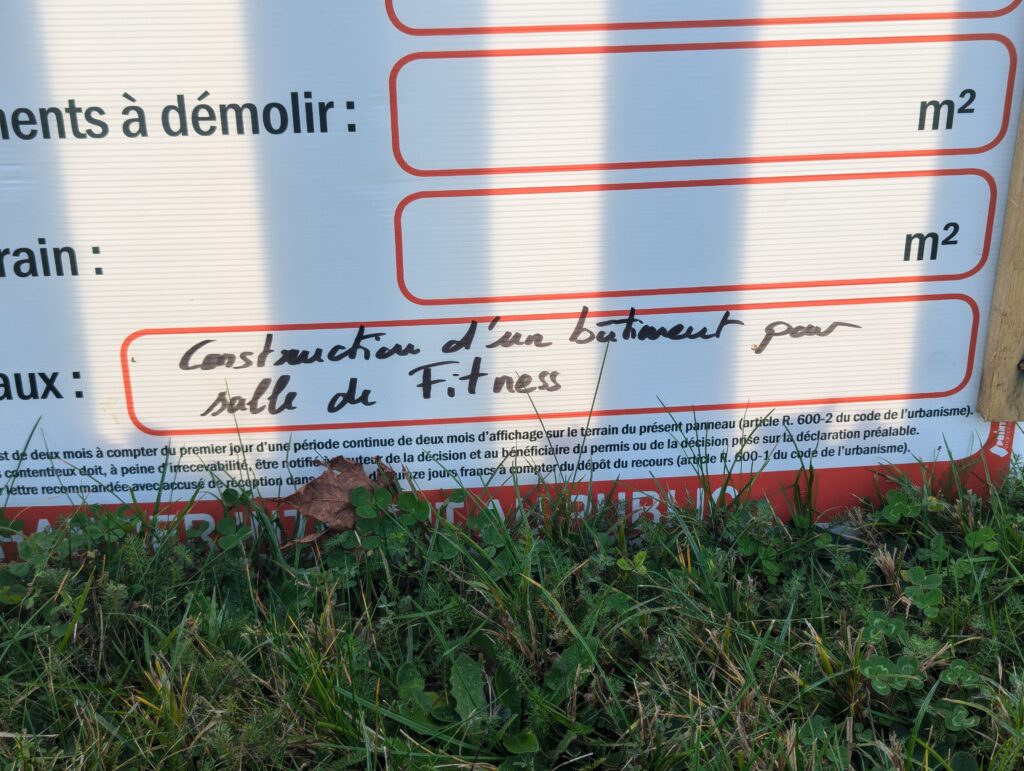 ments à démolir : m²
rain : m²
aux : Construction d'un bâtiment pour
salle de Fitness
st de deux mois à compter du premier jour d'une période continue de deux mois d'affichage sur le terrain du présent panneau (article R. 600-2 du code de l'urbanisme).
contentieux doit, à peine d'irrecevabilité, être notifié à l'auteur de la décision et au bénéficiaire du permis ou de la décision prise sur la déclaration préalable.
lettre recommandée avec accusé de réception dans quinze jours francs à compter du dépôt du recours (article R. 600-1 du code de l'urbanisme).